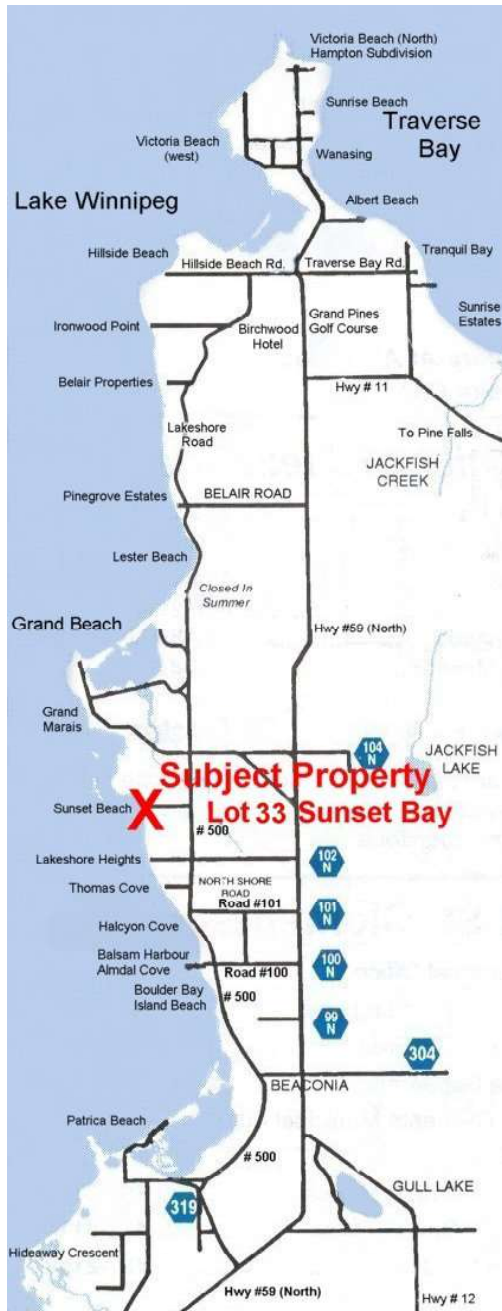 Victoria Beach (North)
Hampton Subdivision
Sunrise Beach
Traverse
Bay
Victoria Beach
(west)
Wanasing
Lake Winnipeg
Albert Beach
Hillside Beach
Hillside Beach Rd.
Traverse Bay Rd.
Tranquil Bay
Ironwood Point
Birchwood
Hotel
Grand Pines
Golf Course
Sunrise
Estates
Belair Properties
Hwy # 11
Lakeshore
Road
To Pine Falls
JACKFISH
CREEK
Pinegrove Estates
BELAIR ROAD
Lester Beach
Closed In
Summer
Grand Beach
Hwy #59 (North)
Grand
Marais
104
N
JACKFISH
LAKE
Subject Property
X
Lot 33 Sunset Bay
Sunset Beach
# 500
Lakeshore Heights
102
N
Thomas Cove
NORTH SHORE
ROAD
Road #101
101
N
Halcyon Cove
Balsam Harbour
Almdal Cove
Road #100
100
N
Boulder Bay
Island Beach
# 500
99
N
304
BEACONIA
Patrica Beach
# 500
GULL LAKE
319
Hideaway Crescent
Hwy #59 (North)
Hwy # 12